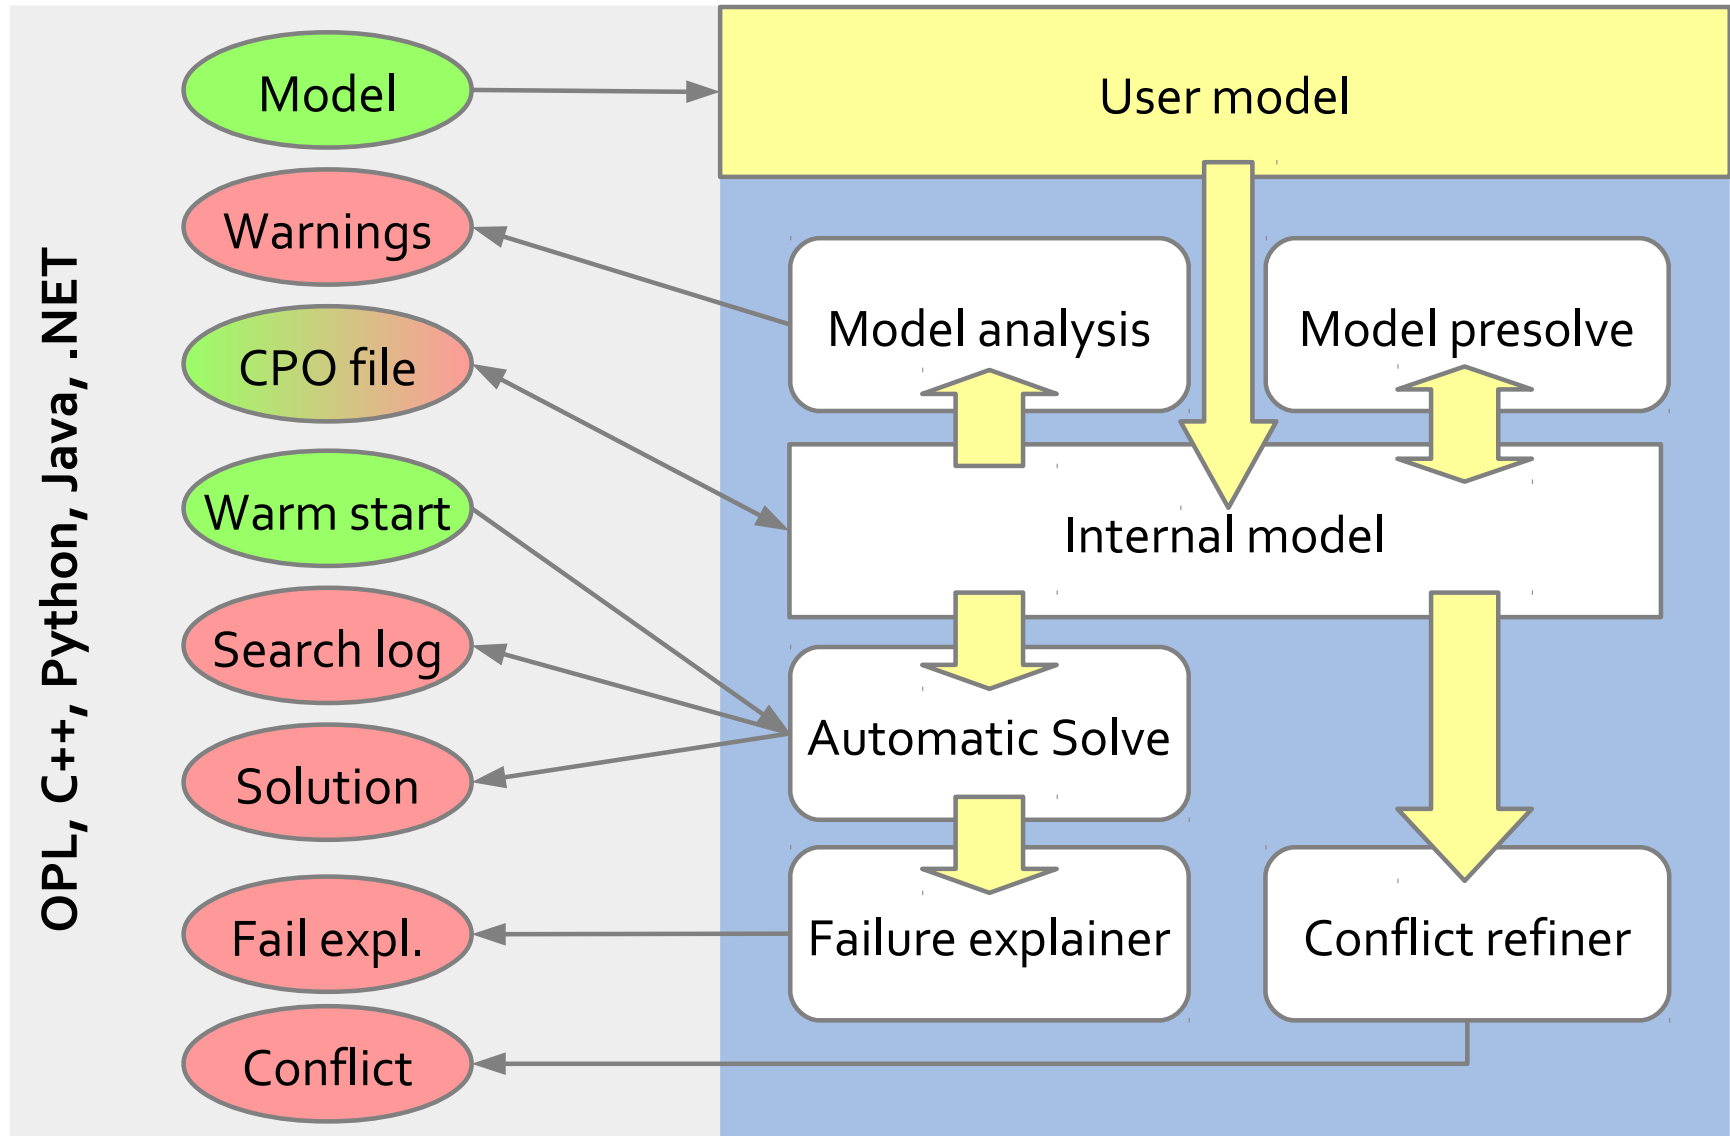 OPL, C++, Python, Java, .NET
Model
Warnings
CPO file
Warm start
Search log
Solution
Fail expl.
Conflict
User model
Model analysis
Model presolve
Internal model
Automatic Solve
Failure explainer
Conflict refiner